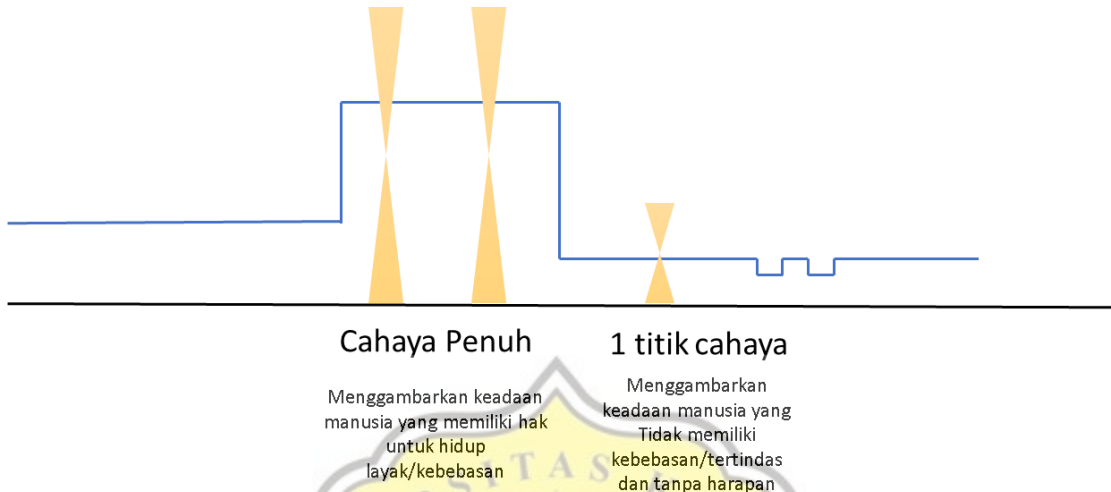 Cahaya Penuh
Menggambarkan keadaan
manusia yang memiliki hak
untuk hidup
layak/kebebasan
1 titik cahaya
Menggambarkan
keadaan manusia yang
Tidak memiliki
kebebasan/tertindas
dan tanpa harapan
SITAS